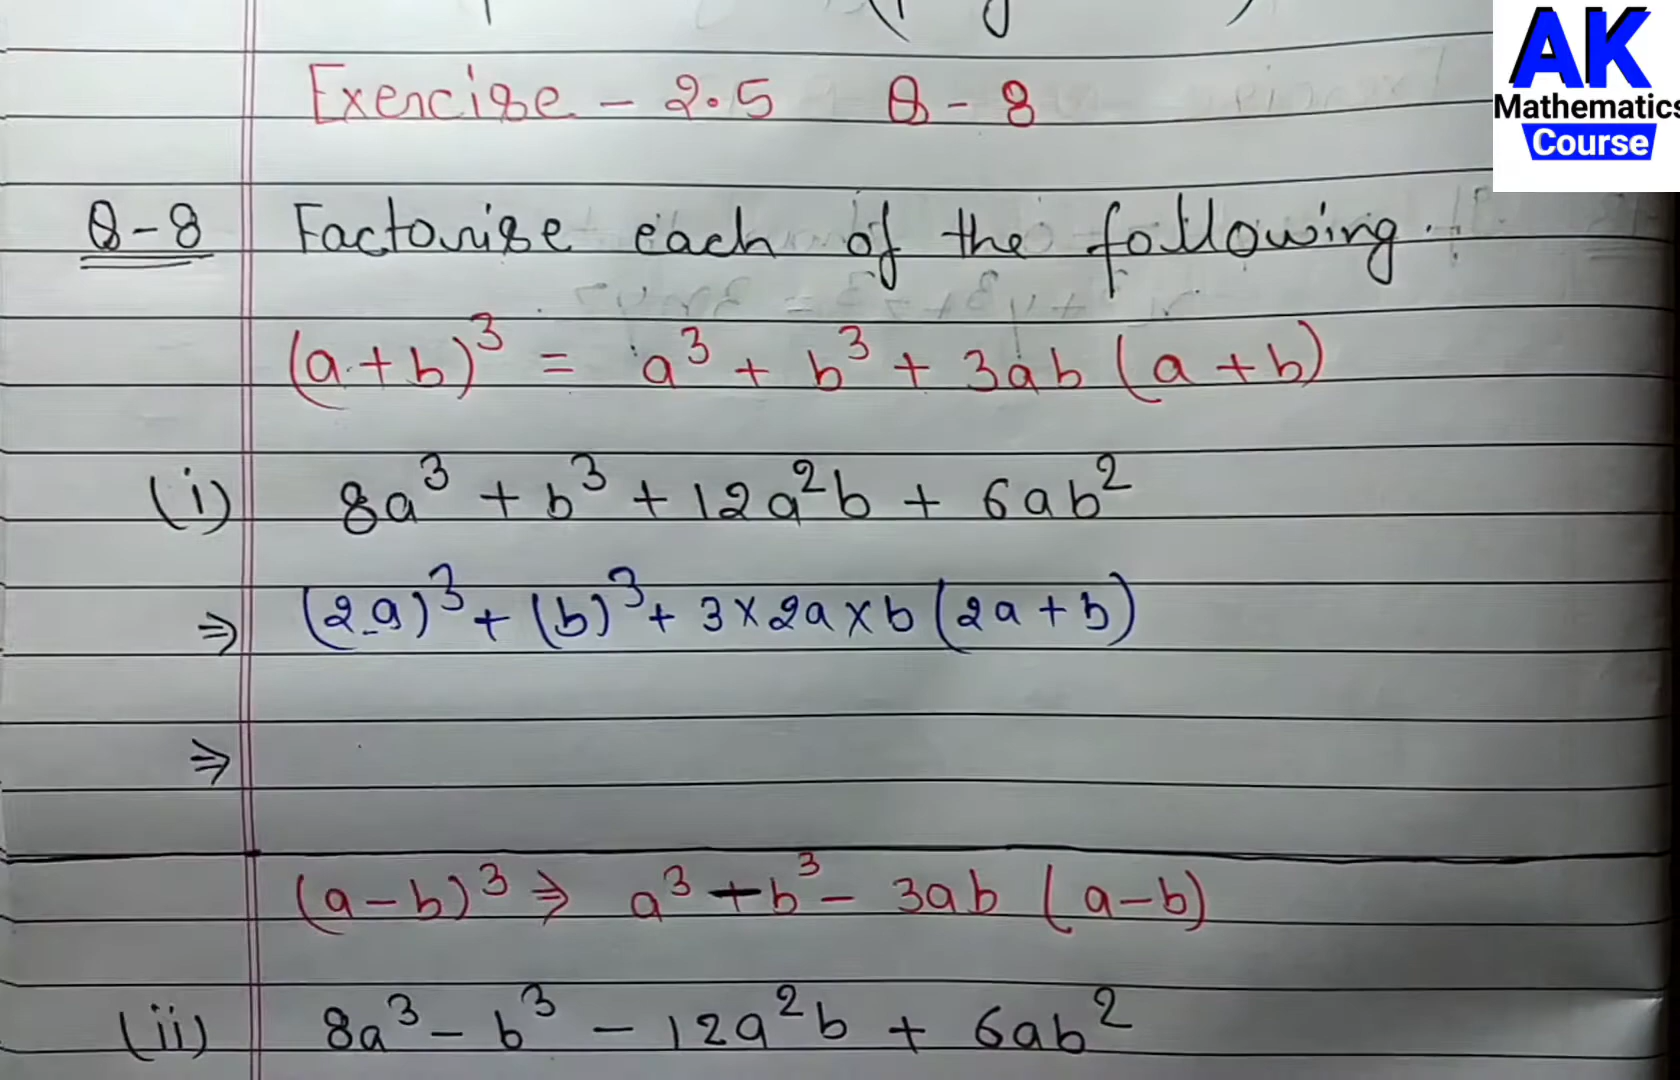 AK
Mathematics
Course
Exercise - 2.5 Q - 8
Q-8 Factorise each of the following.
(a+b)³ = a³ + b³ + 3ab (a+b)
(i) 8a³ + b³ + 12a²b + 6ab²
⇒ (2a)³ + (b)³ + 3×2a×b (2a+b)
⇒
(a-b)³ ⇒ a³ - b³ - 3ab (a-b)
(ii) 8a³ - b³ - 12a²b + 6ab²